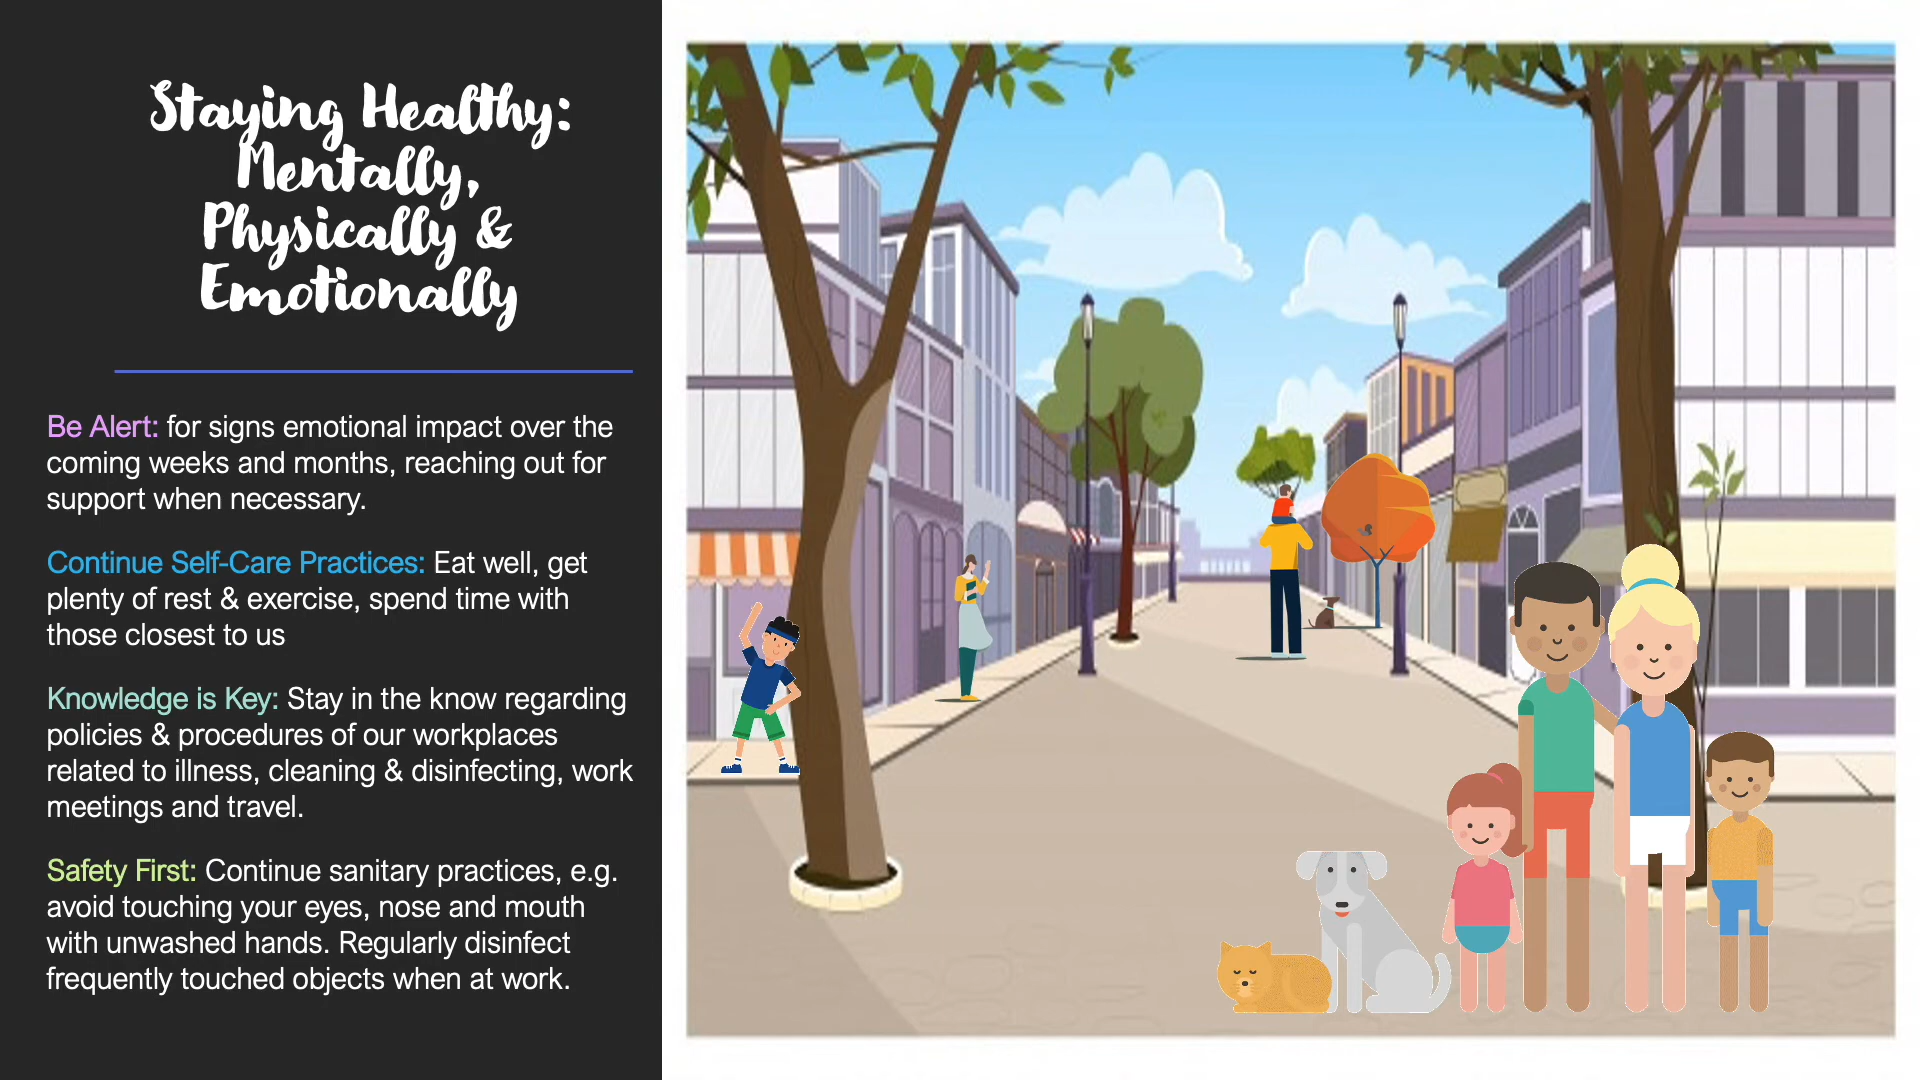 Staying Healthy:
Mentally,
Physically &
Emotionally
Be Alert: for signs emotional impact over the
coming weeks and months, reaching out for
support when necessary.
Continue Self-Care Practices: Eat well, get
plenty of rest & exercise, spend time with
those closest to us
Knowledge is Key: Stay in the know regarding
policies & procedures of our workplaces
related to illness, cleaning & disinfecting, work
meetings and travel.
Safety First: Continue sanitary practices, e.g.
avoid touching your eyes, nose and mouth
with unwashed hands. Regularly disinfect
frequently touched objects when at work.